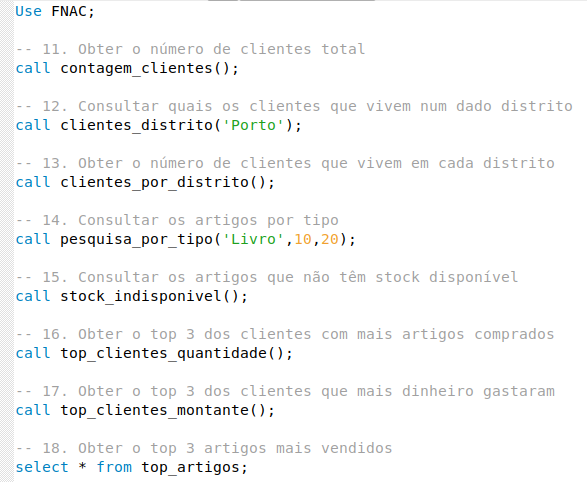 Use FNAC;
-- 11. Obter o número de clientes total
call contagem_clientes();
-- 12. Consultar quais os clientes que vivem num dado distrito
call clientes_distrito('Porto');
-- 13. Obter o número de clientes que vivem em cada distrito
call clientes_por_distrito();
-- 14. Consultar os artigos por tipo
call pesquisa_por_tipo('Livro',10,20);
-- 15. Consultar os artigos que não têm stock disponível
call stock_indisponivel();
-- 16. Obter o top 3 dos clientes com mais artigos comprados
call top_clientes_quantidade();
-- 17. Obter o top 3 dos clientes que mais dinheiro gastaram
call top_clientes_montante();
-- 18. Obter o top 3 artigos mais vendidos
select * from top_artigos;